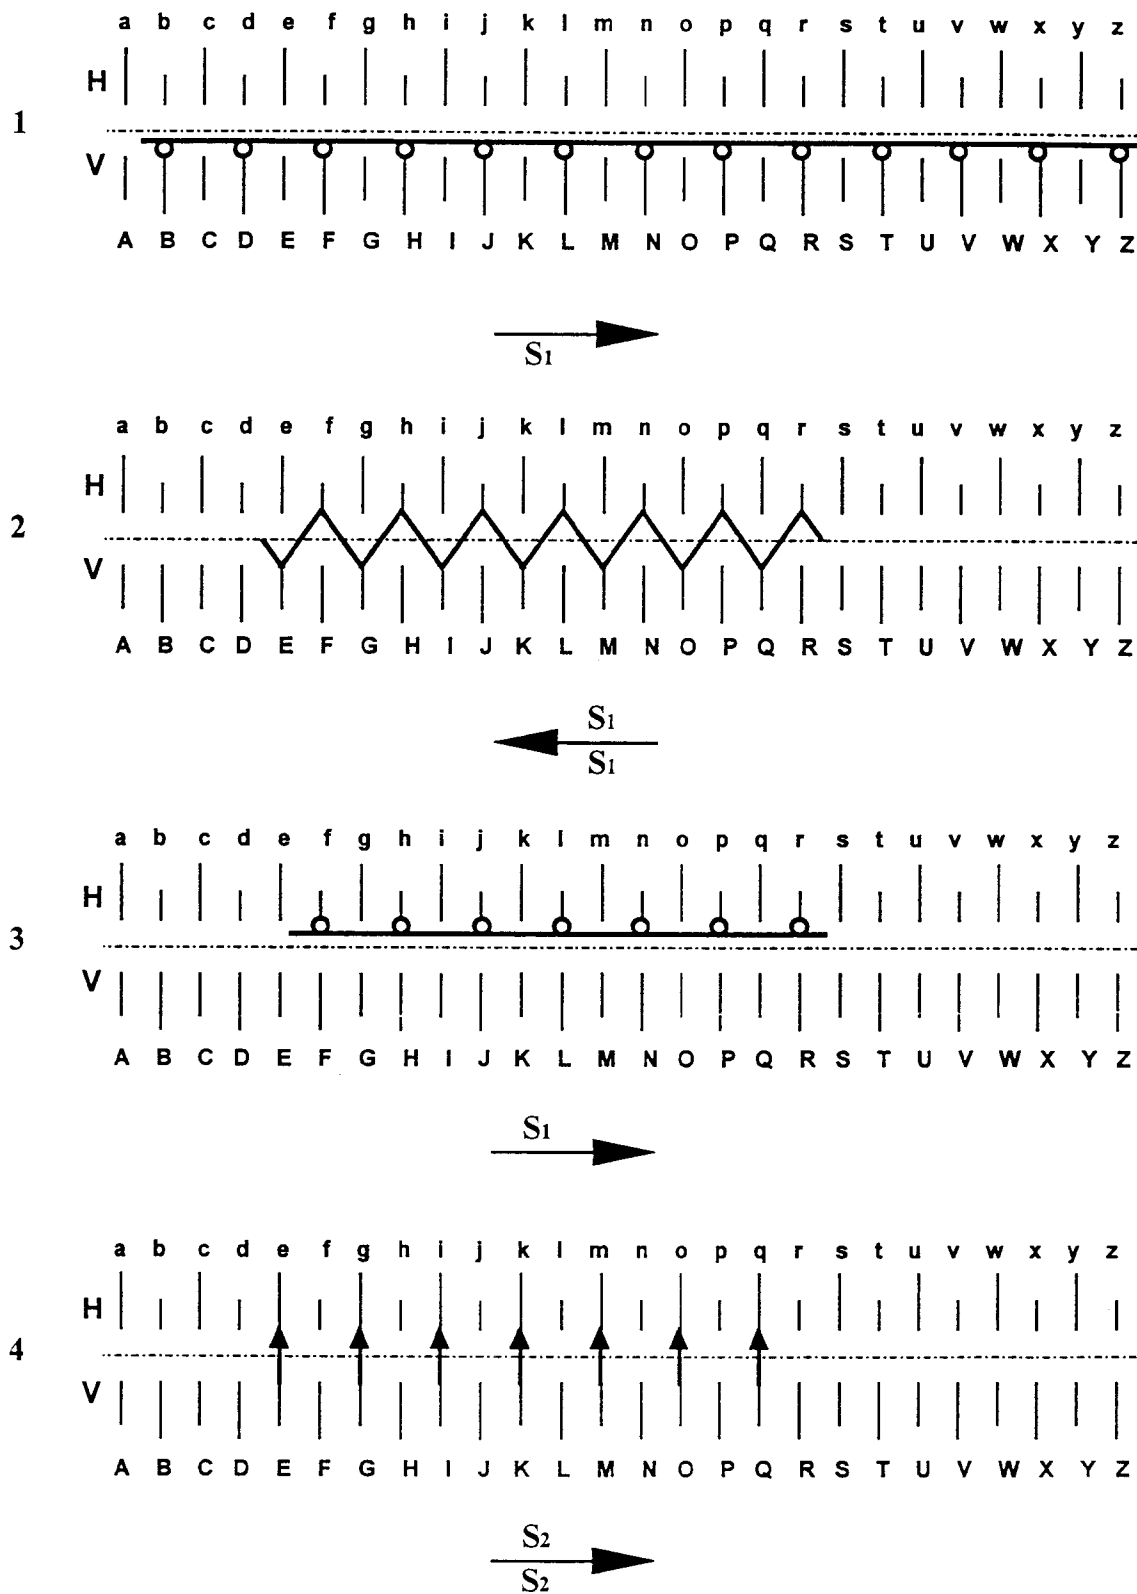 a b c d e f g h i j k l m n o p q r s t u v w x y z
H
1
V
A B C D E F G H I J K L M N O P Q R S T U V W X Y Z
S1
a b c d e f g h i j k l m n o p q r s t u v w x y z
H
2
V
A B C D E F G H I J K L M N O P Q R S T U V W X Y Z
S1
S1
a b c d e f g h i j k l m n o p q r s t u v w x y z
H
3
V
A B C D E F G H I J K L M N O P Q R S T U V W X Y Z
S1
a b c d e f g h i j k l m n o p q r s t u v w x y z
H
4
V
A B C D E F G H I J K L M N O P Q R S T U V W X Y Z
S2
S2